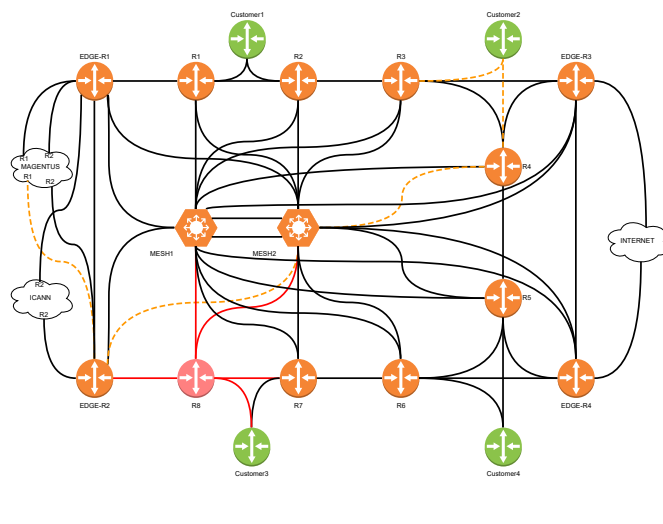 Customer1
Customer2
EDGE-R1
R1
R2
R3
EDGE-R3
R1
R2
MAGENTUS
R1
R2
R4
MESH1
MESH2
INTERNET
R2
ICANN
R2
R5
EDGE-R2
R8
R7
R6
EDGE-R4
Customer3
Customer4